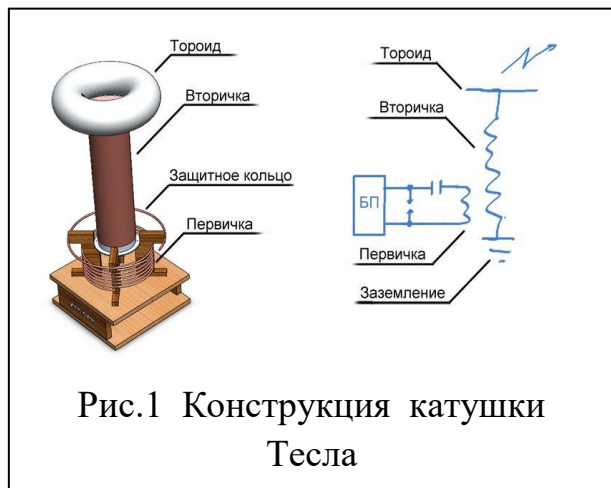 Тороид
Вторичка
Защитное кольцо
Первичка
Тороид
Вторичка
БП
Первичка
Заземление
Рис.1 Конструкция катушки
Тесла